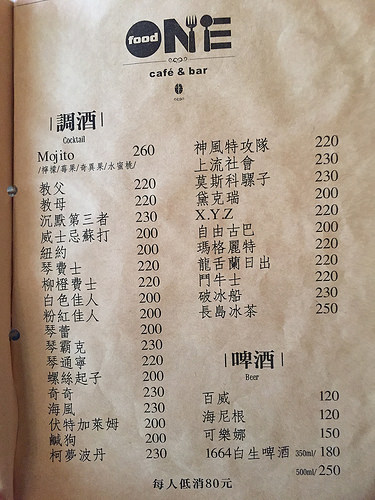 food ONE
café & bar
調酒
Cocktail
Mojito 260
/檸檬/莓果/奇異果/水蜜桃/
教父 220
教母 220
沉默第三者 230
威士忌蘇打 200
紐約 200
琴費士 220
柳橙費士 220
白色佳人 200
粉紅佳人 200
琴蕾 200
琴霸克 230
琴通寧 220
螺絲起子 200
奇奇 230
海風 230
伏特加萊姆 200
鹹狗 200
柯夢波丹 230
神風特攻隊 220
上流社會 230
莫斯科騾子 230
黛克瑞 200
X.Y.Z 220
自由古巴 200
瑪格麗特 220
龍舌蘭日出 220
鬥牛士 220
破冰船 230
長島冰茶 250
啤酒
Beer
百威 120
海尼根 120
可樂娜 150
1664白生啤酒 350ml/ 180
500ml/ 250
每人低消80元